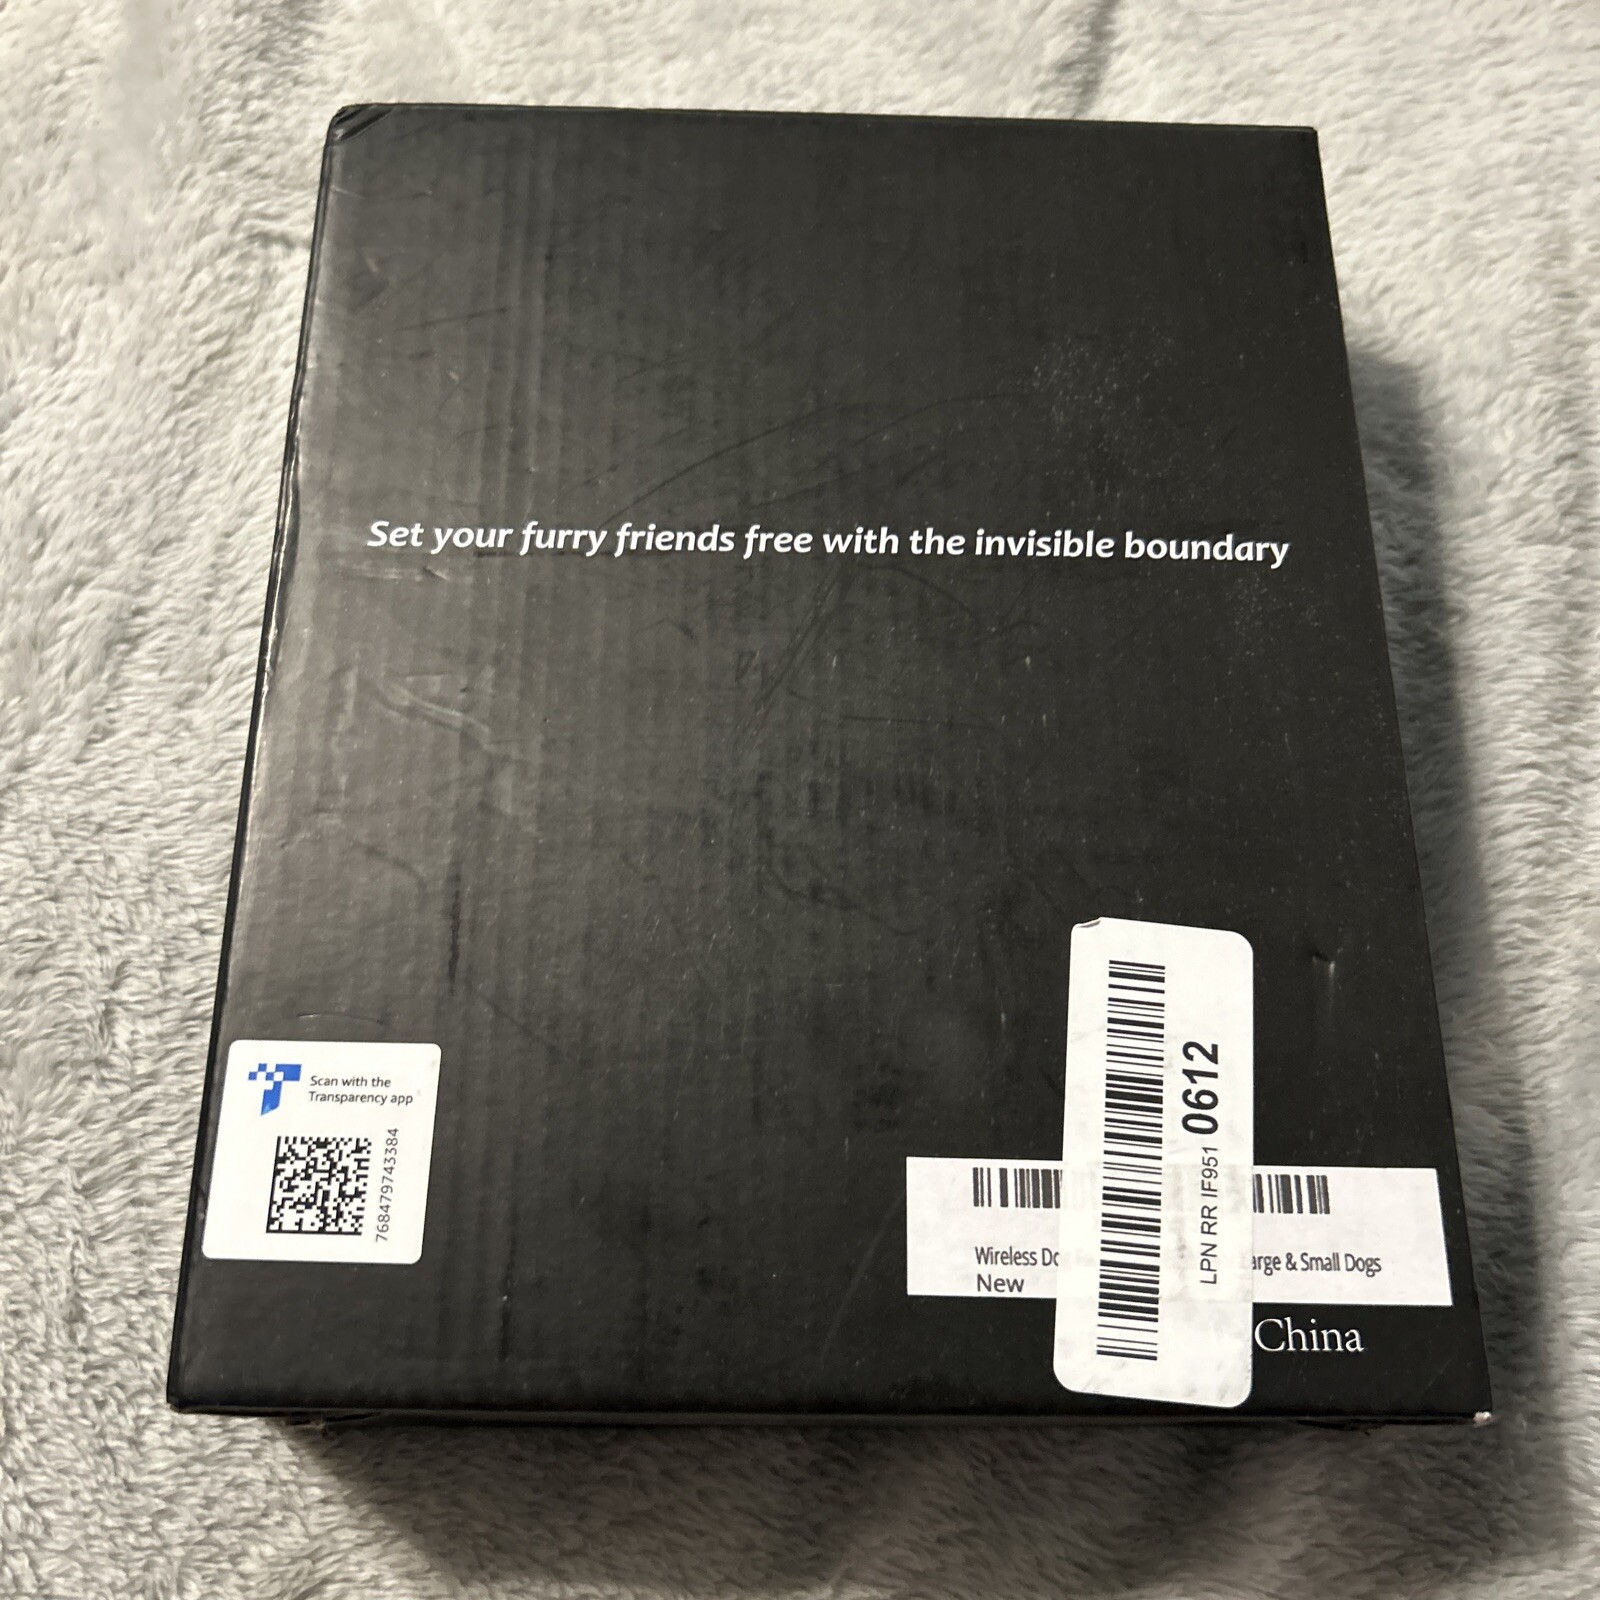 Set your furry friends free with the invisible boundary
Scan with the
Transparency app
768479743384
LPN RR IF951 0612
Wireless Do arge & Small Dogs
New
China